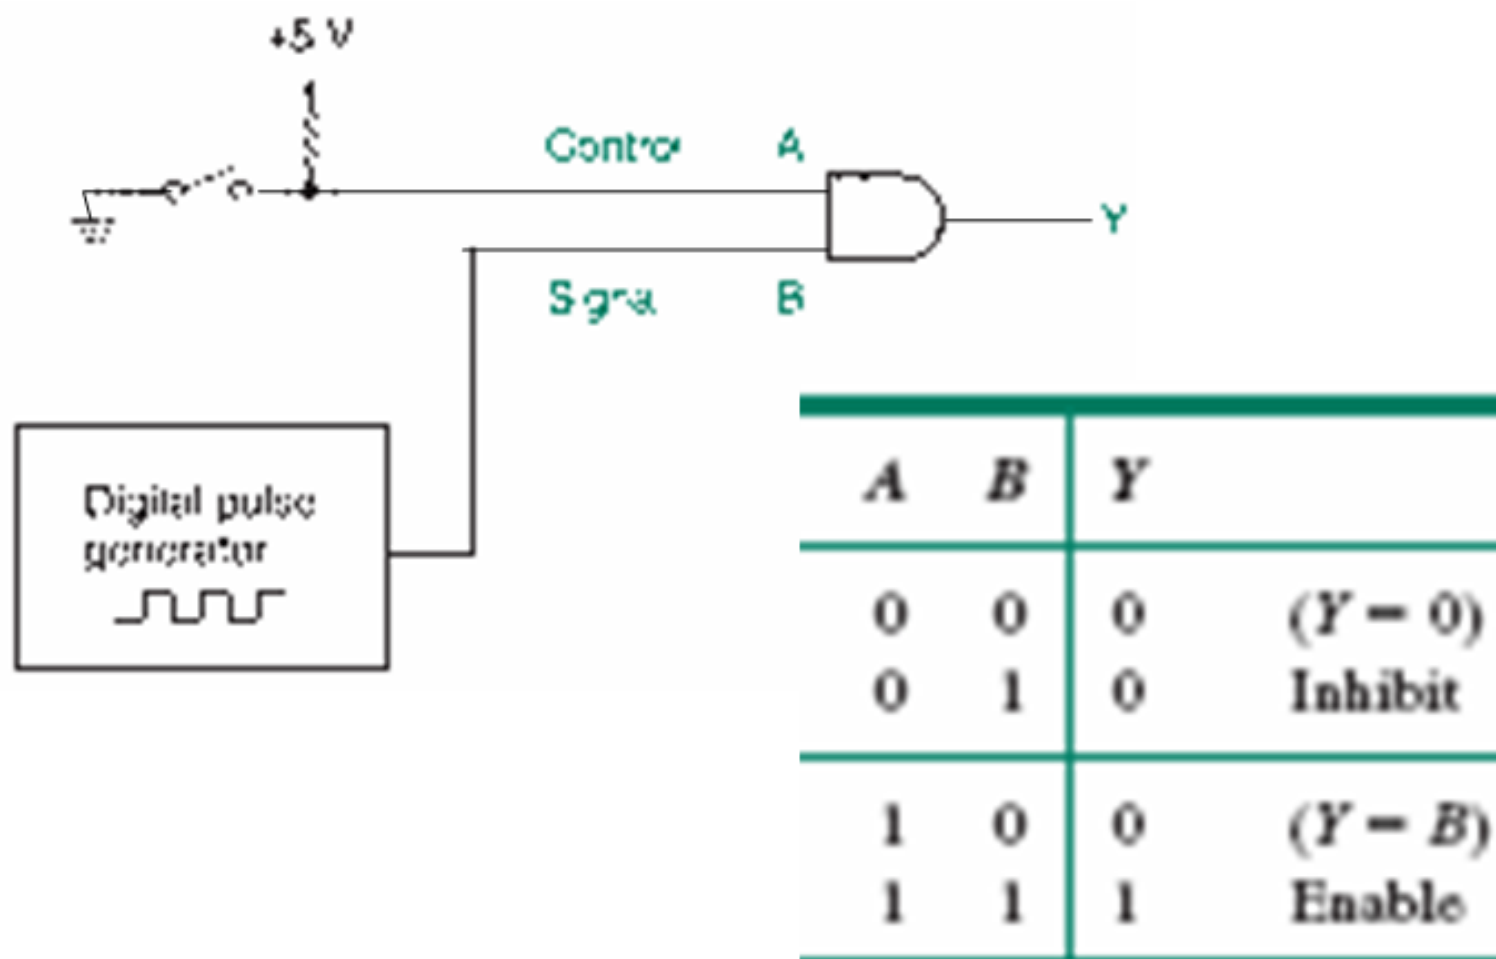 +5 V
Control A
Y
Signal B
Digital pulse
generator
A B Y
0 0 0 (Y = 0)
0 1 0 Inhibit
1 0 0 (Y = B)
1 1 1 Enable